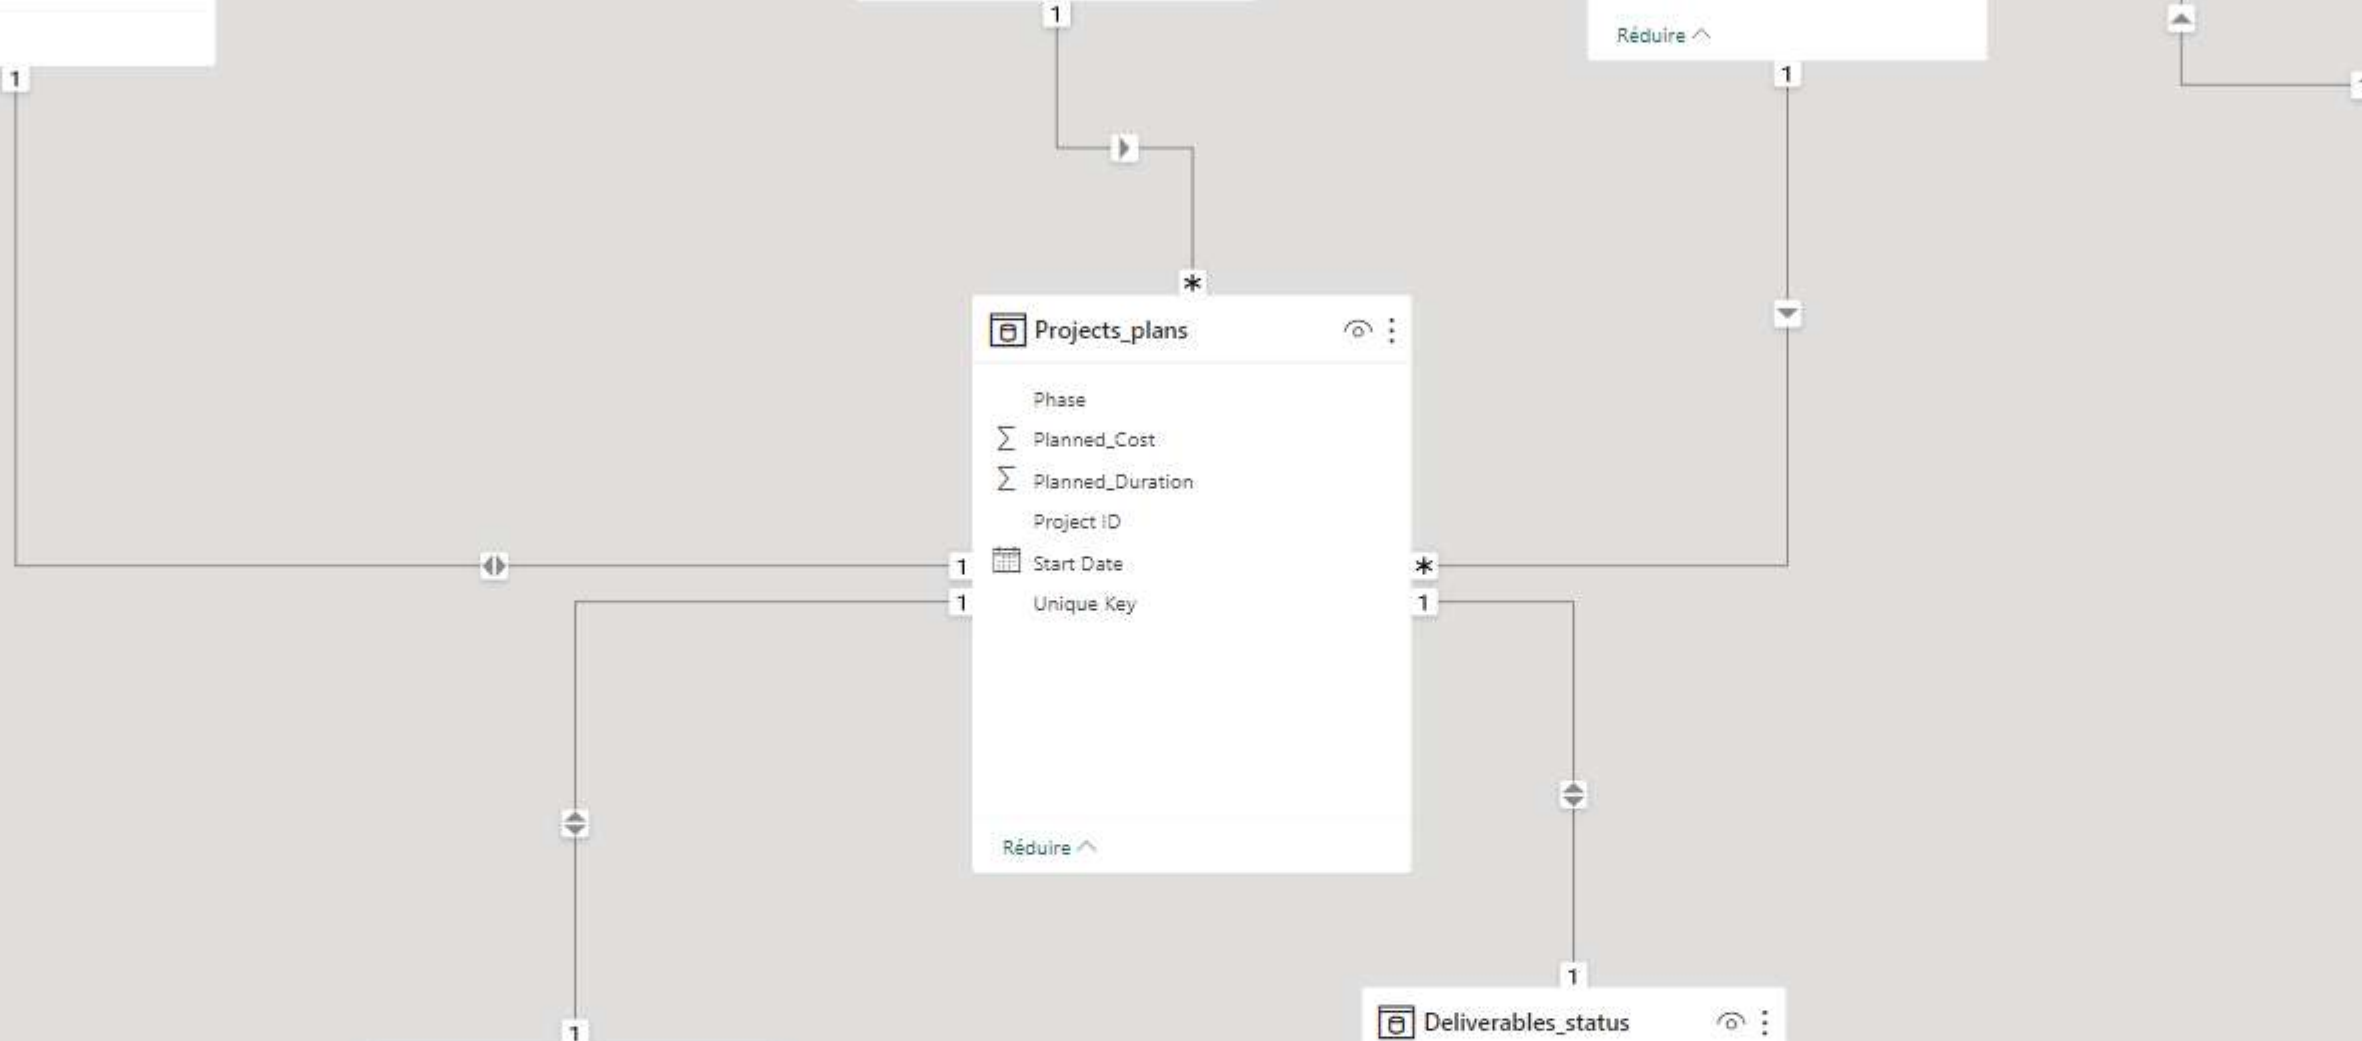 1
Réduire
1
1
*
Projects_plans
Phase
Planned_Cost
Planned_Duration
Project ID
1
Start Date
*
1
Unique Key
1
Réduire
1
Deliverables_status
1